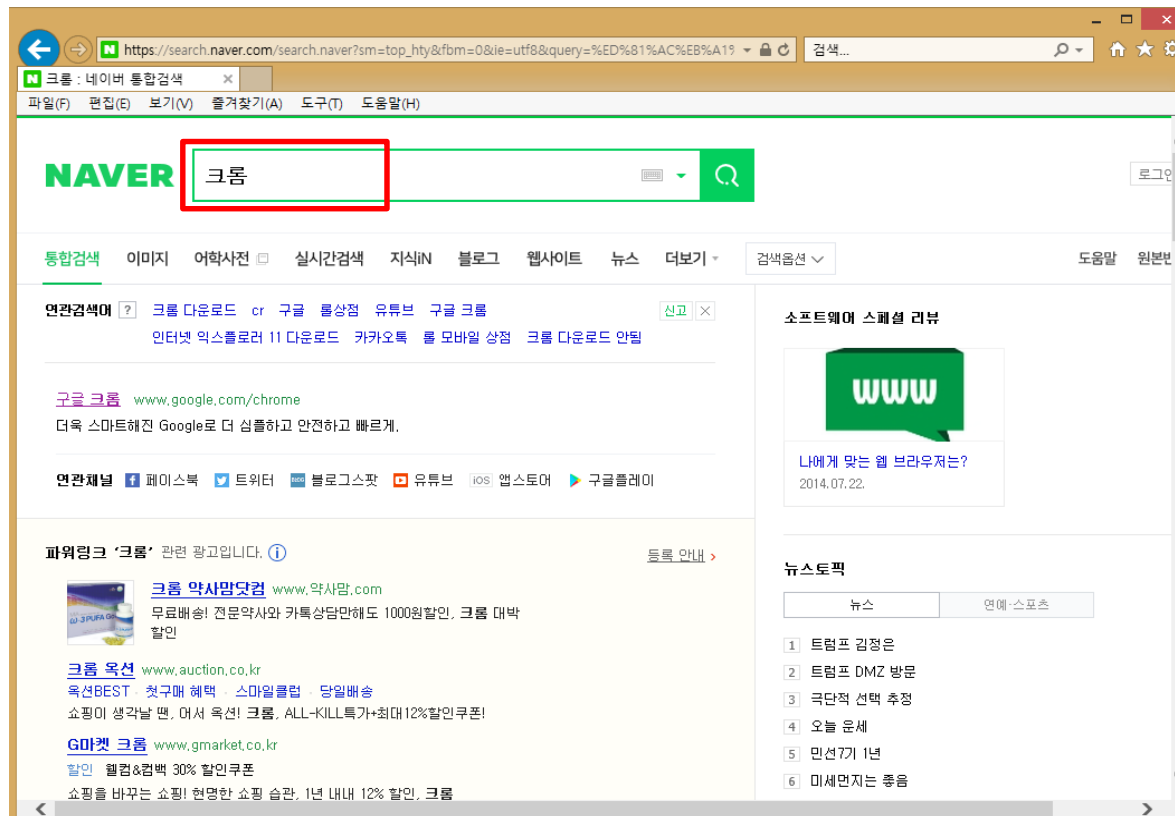 https://search.naver.com/search.naver?sm=top_hty&fbm=0&ie=utf8&query=%ED%81%AC%EB%A1%
검색...
크롬 : 네이버 통합검색
파일(F) 편집(E) 보기(V) 즐겨찾기(A) 도구(T) 도움말(H)
NAVER
크롬
로그인
통합검색 이미지 어학사전 실시간검색 지식iN 블로그 웹사이트 뉴스 더보기 검색옵션 도움말
연관검색어 ? 크롬 다운로드 cr 구글 롤상점 유튜브 구글 크롬 신고
인터넷 익스플로러 11 다운로드 카카오톡 롤 모바일 상점 크롬 다운로드 안됨
구글 크롬 www.google.com/chrome
더욱 스마트해진 Google로 더 심플하고 안전하고 빠르게.
연관채널 페이스북 트위터 블로그스팟 유튜브 iOS 앱스토어 구글플레이
파워링크 '크롬' 관련 광고입니다. 등록 안내
크롬 약사맘닷컴 www.약사맘.com
무료배송! 전문약사와 카톡상담만해도 1000원할인, 크롬 대박
할인
크롬 옥션 www.auction.co.kr
옥션BEST · 첫구매 혜택 · 스마일클럽 · 당일배송
쇼핑이 생각날 땐, 어서 옥션! 크롬, ALL-KILL특가+최대12%할인쿠폰!
G마켓 크롬 www.gmarket.co.kr
할인 웰컴&컴백 30% 할인쿠폰
쇼핑을 바꾸는 쇼핑! 현명한 쇼핑 습관, 1년 내내 12% 할인, 크롬
소프트웨어 스페셜 리뷰
www
나에게 맞는 웹 브라우저는?
2014.07.22.
뉴스토픽
뉴스 연예·스포츠
1 트럼프 김정은
2 트럼프 DMZ 방문
3 극단적 선택 추정
4 오늘 운세
5 민선7기 1년
6 미세먼지는 좋음